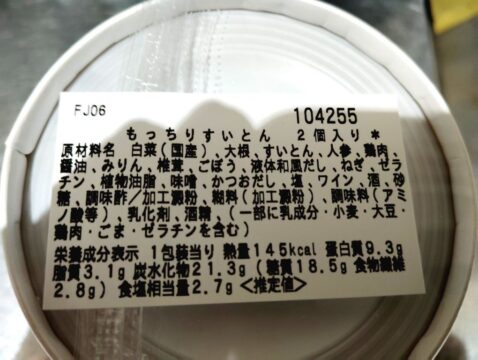 FJ06 104255
もっちりすいとん 2個入り*
原材料名 白菜(国産)、大根、すいとん、人参、鶏肉、
醤油、みりん、椎茸、ごぼう、液体和風だし、ねぎ、ゼラ
チン、植物油脂、味噌、かつおだし、塩、ワイン、酒、砂
糖、調味酢/加工澱粉、糊料(加工澱粉)、調味料(アミ
ノ酸等)、乳化剤、酒精、(一部に乳成分・小麦・大豆・
鶏肉・ごま・ゼラチンを含む)
栄養成分表示 1包装当り 熱量145kcal 蛋白質9.3g
脂質3.1g 炭水化物21.3g(糖質18.5g 食物繊維
2.8g) 食塩相当量2.7g<推定値>